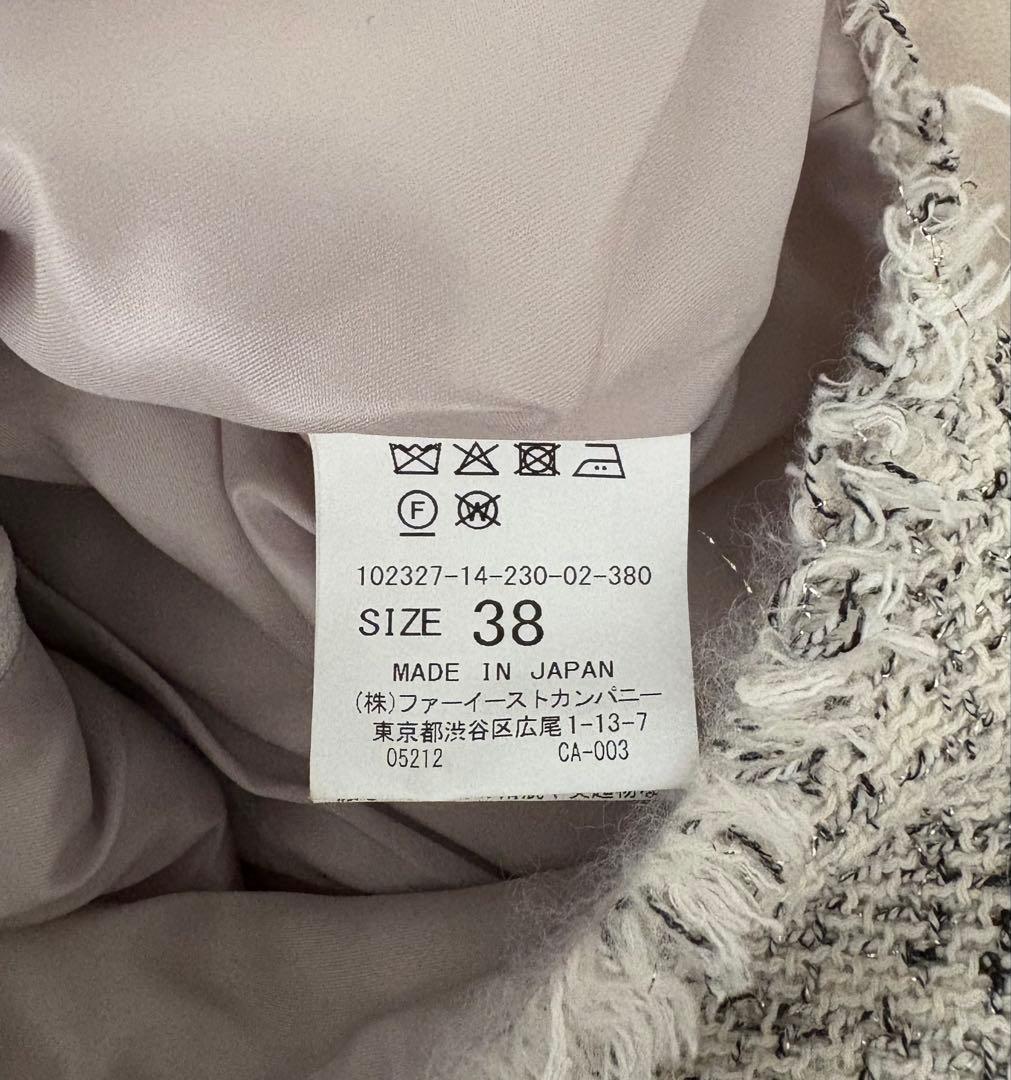 F W
102327-14-230-02-380
SIZE 38
MADE IN JAPAN
(株)ファーイーストカンパニー
東京都渋谷区広尾1-13-7
05212 CA-003